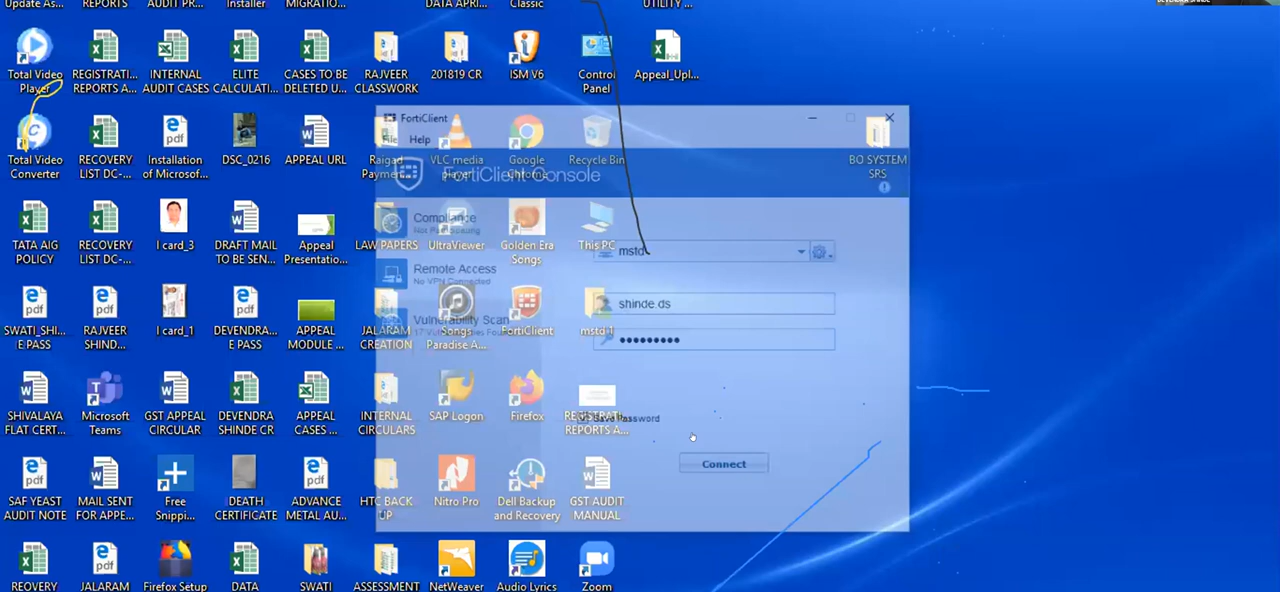 Update As...
REPORTS
AUDIT PR...
Installer
MIGRATIO...
DATA APRI...
Classic
UTILITY ...
DEVENDRA SHINDE
Total Video
Player
REGISTRATI...
REPORTS A...
INTERNAL
AUDIT CASES
ELITE
CALCULATI...
CASES TO BE
DELETED U...
RAJVEER
CLASSWORK
201819 CR
ISM V6
Control
Panel
Appeal_Upl...
FortiClient
File Help
FortiClient Console
Total Video
Converter
RECOVERY
LIST DC-...
Installation
of Microsof...
DSC_0216
APPEAL URL
Raigad
Paymen...
VLC media
player
Google
Chrome
Recycle Bin
BO SYSTEM
SRS
Compliance
Not Participating
mstd
TATA AIG
POLICY
RECOVERY
LIST DC-...
I card_3
DRAFT MAIL
TO BE SEN...
Appeal
Presentatio...
LAW PAPERS
UltraViewer
Golden Era
Songs
This PC
Remote Access
No VPN Connected
shinde.ds
Vulnerability Scan
SWATI_SHIND
E PASS
RAJVEER
SHIND...
I card_1
DEVENDRA...
E PASS
APPEAL
MODULE ...
JALARAM
CREATION
Songs
Paradise A...
FortiClient
mstd 1
SHIVALAYA
FLAT CERT...
Microsoft
Teams
GST APPEAL
CIRCULAR
DEVENDRA
SHINDE CR
APPEAL
CASES ...
INTERNAL
CIRCULARS
SAP Logon
Firefox
REGISTRATI...
REPORTS A...
Save Password
Connect
SAF YEAST
AUDIT NOTE
MAIL SENT
FOR APPE...
Free
Snippi...
DEATH
CERTIFICATE
ADVANCE
METAL AU...
HTC BACK
UP
Nitro Pro
Dell Backup
and Recovery
GST AUDIT
MANUAL
REOVERY
JALARAM
Firefox Setup
DATA
SWATI
ASSESSMENT
NetWeaver
Audio Lyrics
Zoom